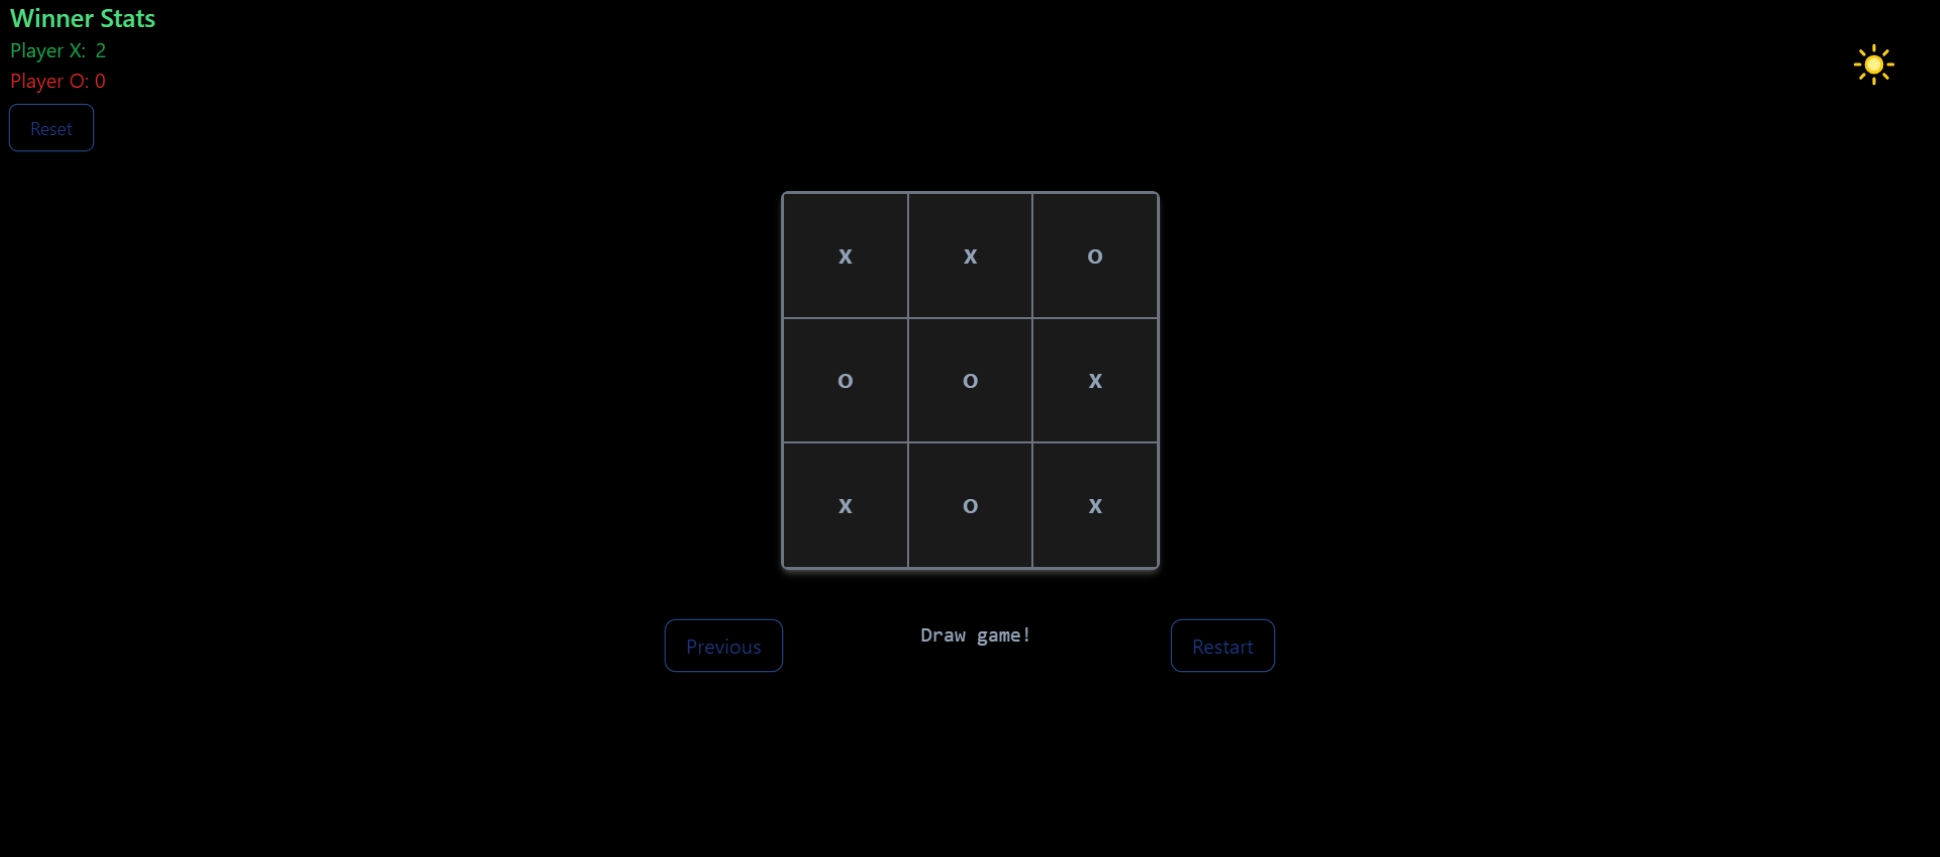 Winner Stats
Player X: 2
Player O: 0
Reset
X X O
O O X
X O X
Previous
Draw game!
Restart